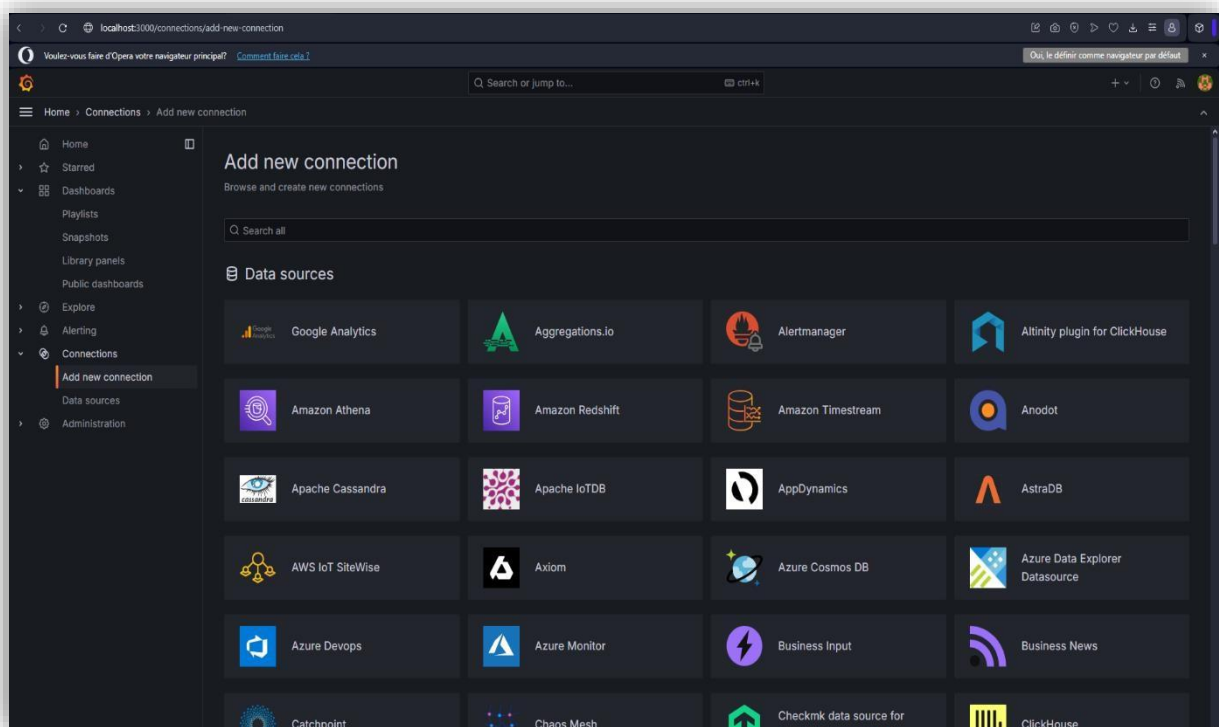 localhost:3000/connections/add-new-connection
Voulez-vous faire d'Opera votre navigateur principal? Comment faire cela ? Oui, le définir comme navigateur par défaut
Search or jump to... ctrl+k
Home > Connections > Add new connection
Home
Starred
Dashboards
Playlists
Snapshots
Library panels
Public dashboards
Explore
Alerting
Connections
Add new connection
Data sources
Administration
Add new connection
Browse and create new connections
Search all
Data sources
Google Analytics Google Analytics
Aggregations.io
Alertmanager
Altinity plugin for ClickHouse
Amazon Athena
Amazon Redshift
Amazon Timestream
Anodot
cassandra Apache Cassandra
Apache IoTDB
AppDynamics
AstraDB
AWS IoT SiteWise
Axiom
Azure Cosmos DB
Azure Data Explorer
Datasource
Azure Devops
Azure Monitor
Business Input
Business News
Catchpoint
Chaos Mesh
Checkmk data source for
ClickHouse